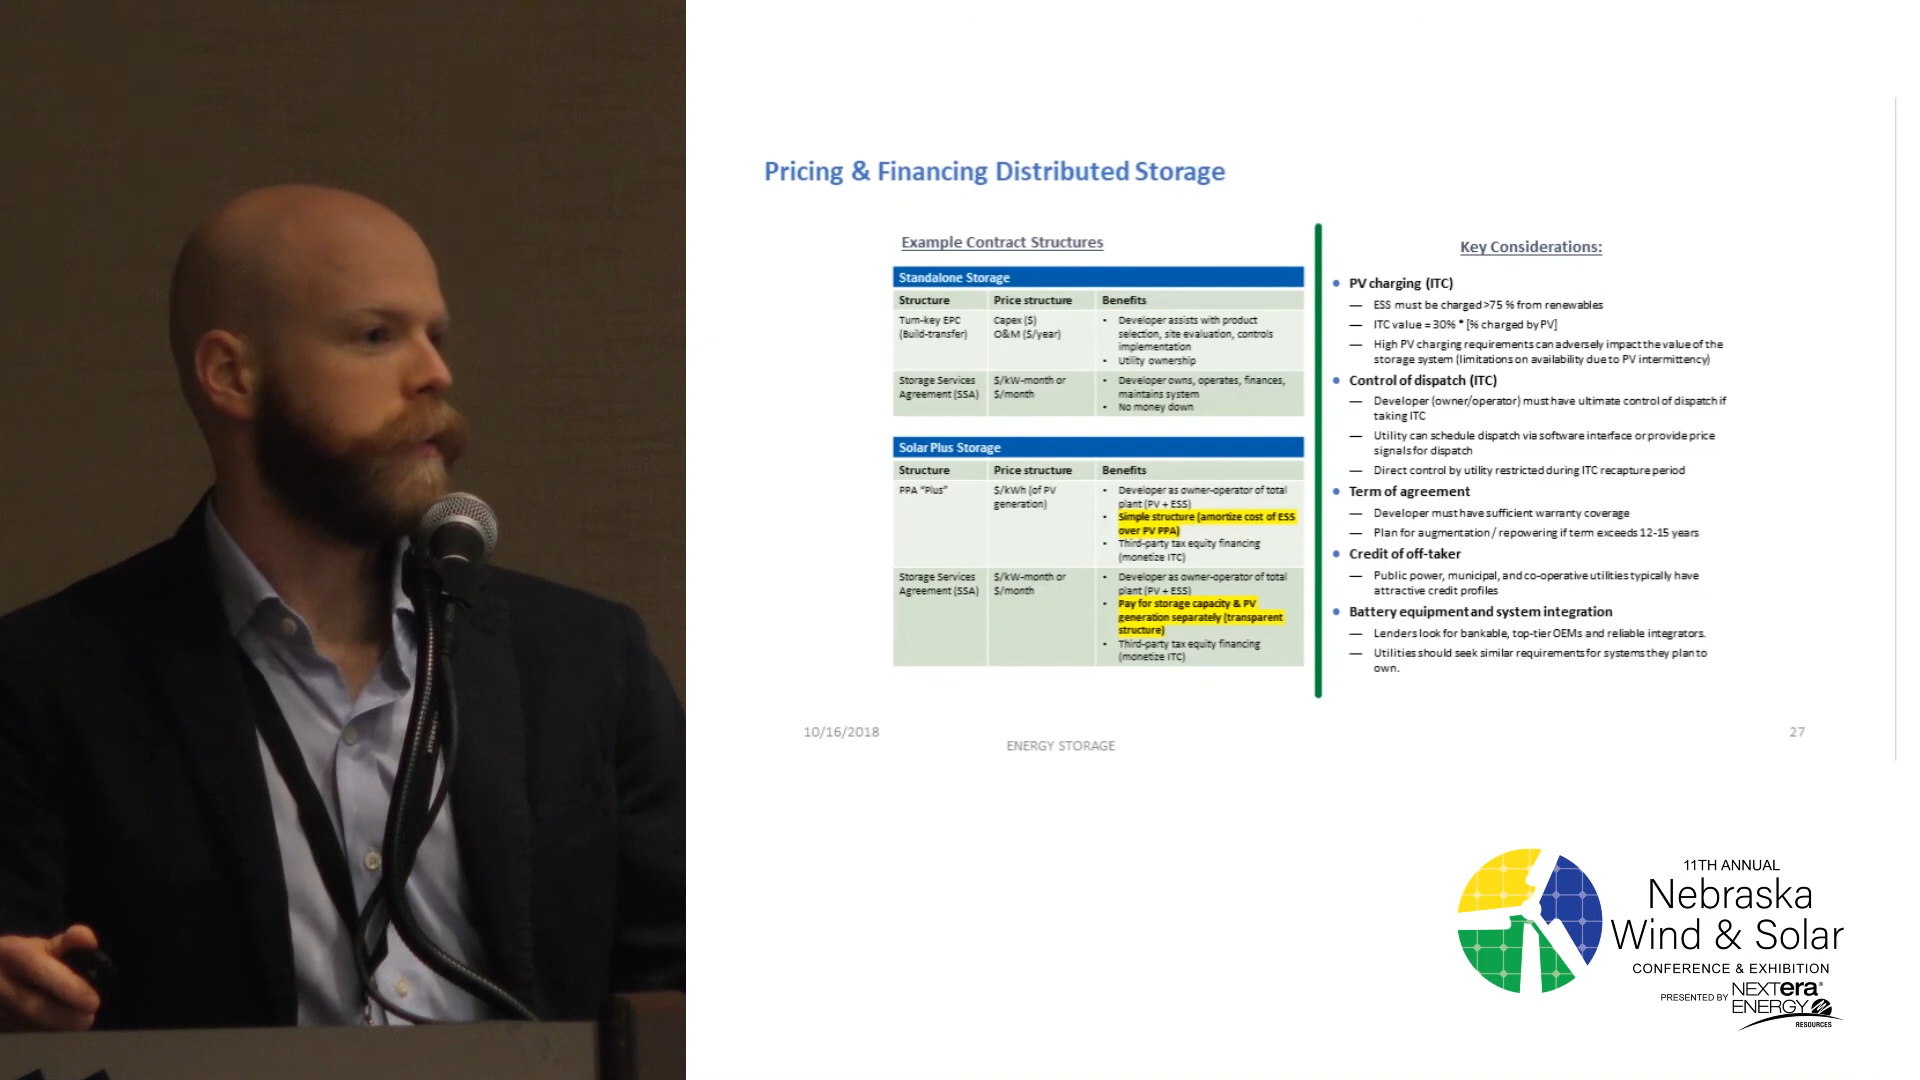 Pricing & Financing Distributed Storage
Example Contract Structures
Standalone Storage
Structure Price structure Benefits
Turn-key EPC
(Build-transfer)
Capex ($)
O&M ($/year)
• Developer assists with product
selection, site evaluation, controls
implementation
• Utility ownership
Storage Services
Agreement (SSA)
$/kW-month or
$/month
• Developer owns, operates, finances,
maintains system
• No money down
Solar Plus Storage
Structure Price structure Benefits
PPA “Plus”
$/kWh (of PV
generation)
• Developer as owner-operator of total
plant (PV + ESS)
• Simple structure (amortize cost of ESS
over PV PPA)
• Third-party tax equity financing
(monetize ITC)
Storage Services
Agreement (SSA)
$/kW-month or
$/month
• Developer as owner-operator of total
plant (PV + ESS)
• Pay for storage capacity & PV
generation separately (transparent
structure)
• Third-party tax equity financing
(monetize ITC)
Key Considerations:
• PV charging (ITC)
— ESS must be charged >75 % from renewables
— ITC value = 30% * [% charged by PV]
— High PV charging requirements can adversely impact the value of the
storage system (limitations on availability due to PV intermittency)
• Control of dispatch (ITC)
— Developer (owner/operator) must have ultimate control of dispatch if
taking ITC
— Utility can schedule dispatch via software interface or provide price
signals for dispatch
— Direct control by utility restricted during ITC recapture period
• Term of agreement
— Developer must have sufficient warranty coverage
— Plan for augmentation / repowering if term exceeds 12-15 years
• Credit of off-taker
— Public power, municipal, and co-operative utilities typically have
attractive credit profiles
• Battery equipment and system integration
— Lenders look for bankable, top-tier OEMs and reliable integrators.
— Utilities should seek similar requirements for systems they plan to
own.
10/16/2018
ENERGY STORAGE
27
11TH ANNUAL
Nebraska
Wind & Solar
CONFERENCE & EXHIBITION
PRESENTED BY
NEXTera®
ENERGY
RESOURCES